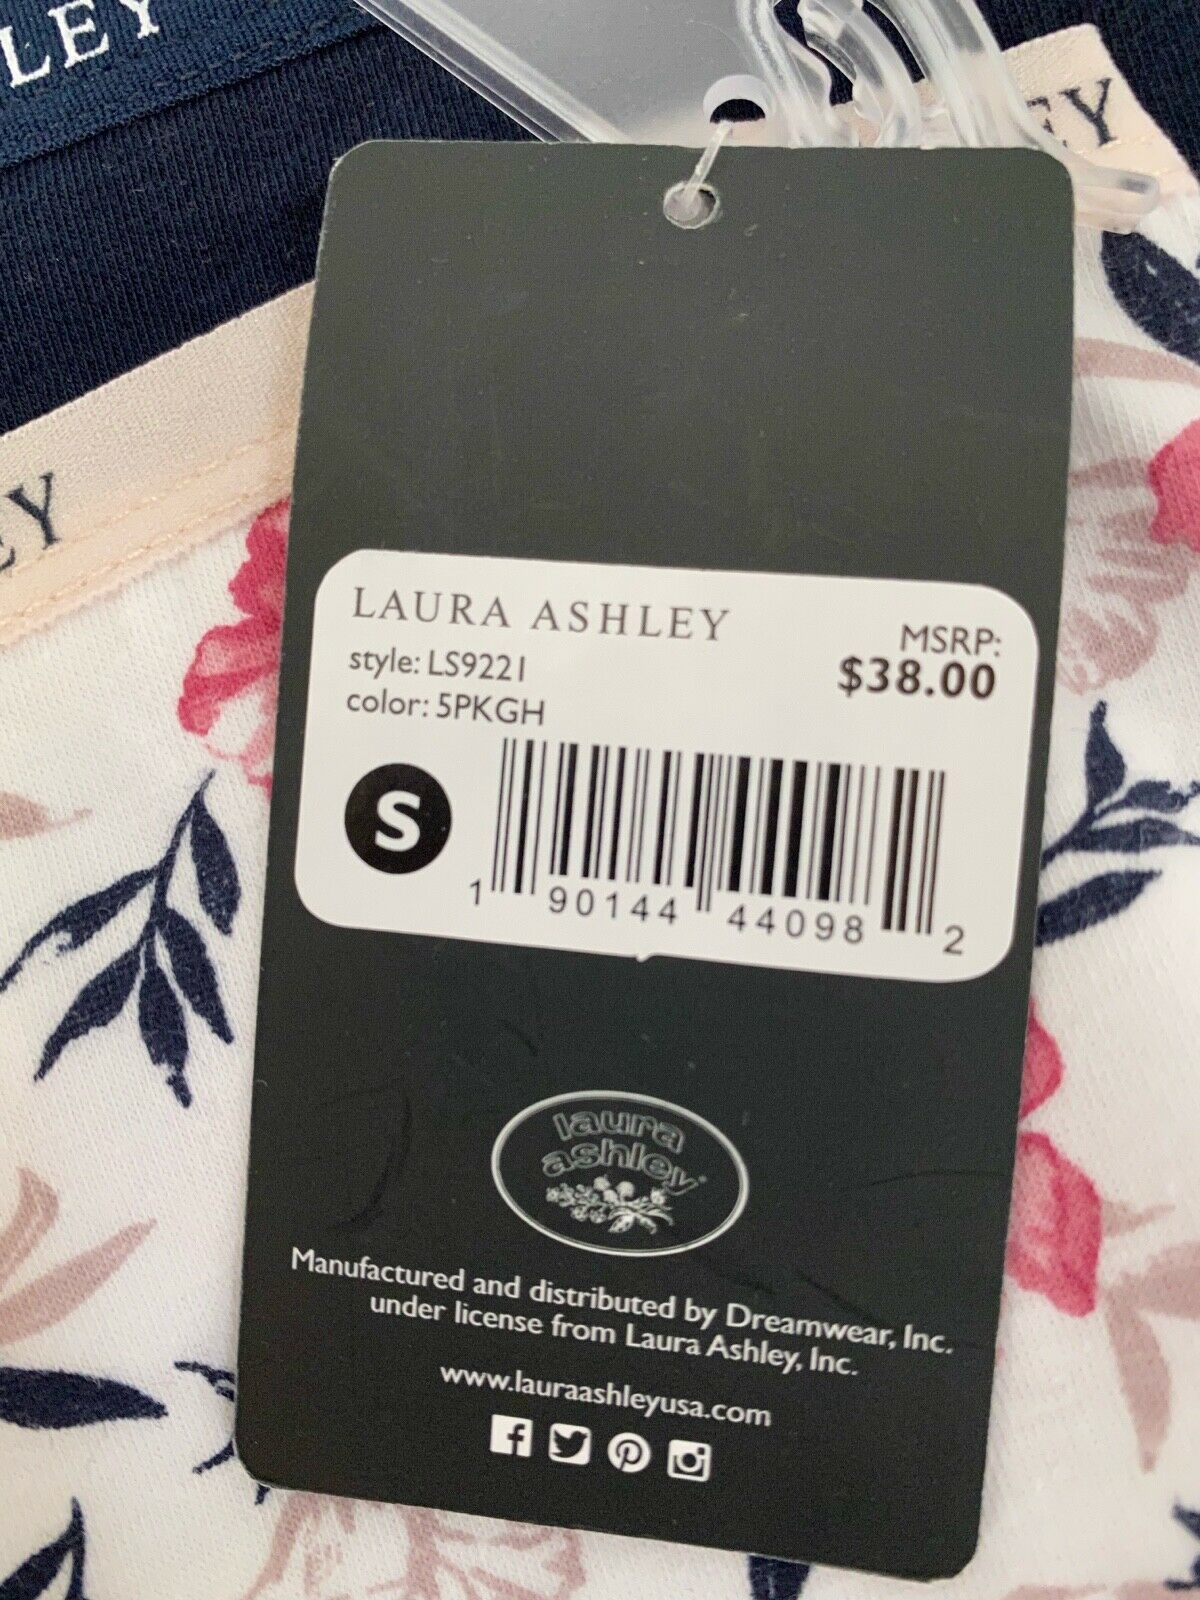 LEY
EY
EY
LAURA ASHLEY
style: LS9221
color: 5PKGH
MSRP:
$38.00
S
1 90144 44098 2
laura
ashley®
Manufactured and distributed by Dreamwear, Inc.
under license from Laura Ashley, Inc.
www.lauraashleyusa.com